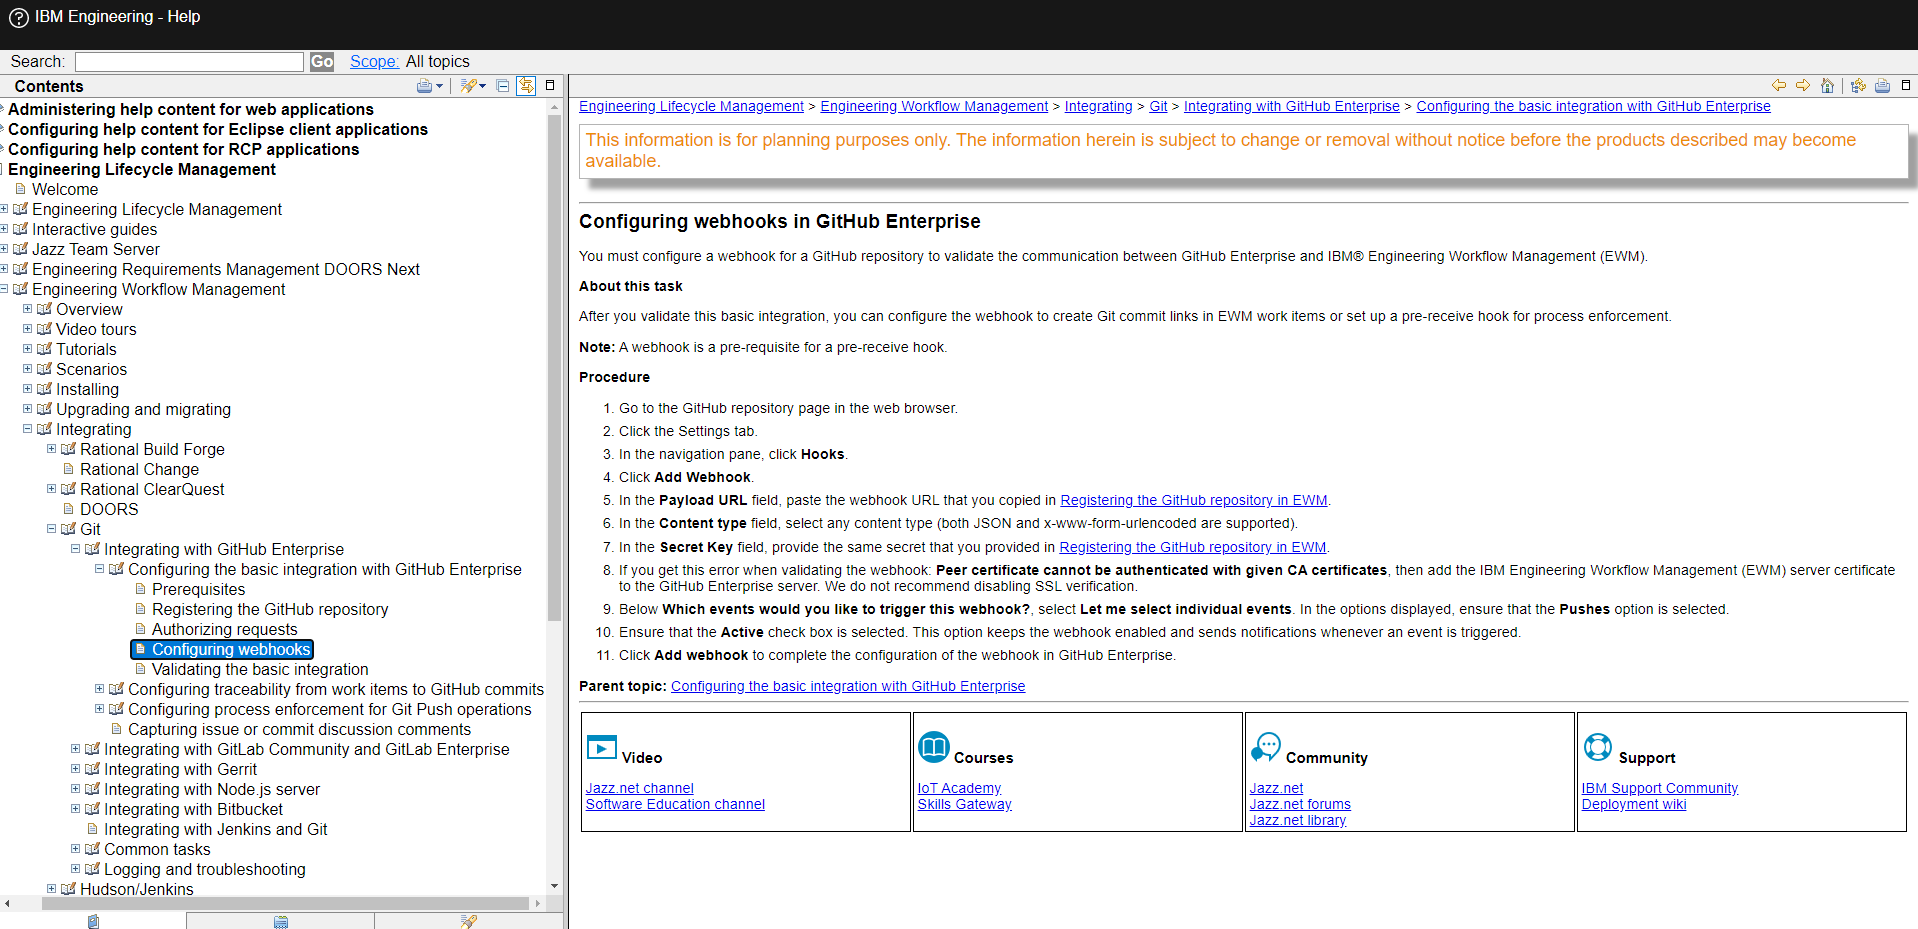 IBM Engineering - Help
Search:
Go
Scope: All topics
Contents
Administering help content for web applications
Configuring help content for Eclipse client applications
Configuring help content for RCP applications
Engineering Lifecycle Management
Welcome
Engineering Lifecycle Management
Interactive guides
Jazz Team Server
Engineering Requirements Management DOORS Next
Engineering Workflow Management
Overview
Video tours
Tutorials
Scenarios
Installing
Upgrading and migrating
Integrating
Rational Build Forge
Rational Change
Rational ClearQuest
DOORS
Git
Integrating with GitHub Enterprise
Configuring the basic integration with GitHub Enterprise
Prerequisites
Registering the GitHub repository
Authorizing requests
Configuring webhooks
Validating the basic integration
Configuring traceability from work items to GitHub commits
Configuring process enforcement for Git Push operations
Capturing issue or commit discussion comments
Integrating with GitLab Community and GitLab Enterprise
Integrating with Gerrit
Integrating with Node.js server
Integrating with Bitbucket
Integrating with Jenkins and Git
Common tasks
Logging and troubleshooting
Hudson/Jenkins
Engineering Lifecycle Management > Engineering Workflow Management > Integrating > Git > Integrating with GitHub Enterprise > Configuring the basic integration with GitHub Enterprise
This information is for planning purposes only. The information herein is subject to change or removal without notice before the products described may become
available.
Configuring webhooks in GitHub Enterprise
You must configure a webhook for a GitHub repository to validate the communication between GitHub Enterprise and IBM® Engineering Workflow Management (EWM).
About this task
After you validate this basic integration, you can configure the webhook to create Git commit links in EWM work items or set up a pre-receive hook for process enforcement.
Note: A webhook is a pre-requisite for a pre-receive hook.
Procedure
1. Go to the GitHub repository page in the web browser.
2. Click the Settings tab.
3. In the navigation pane, click Hooks.
4. Click Add Webhook.
5. In the Payload URL field, paste the webhook URL that you copied in Registering the GitHub repository in EWM.
6. In the Content type field, select any content type (both JSON and x-www-form-urlencoded are supported).
7. In the Secret Key field, provide the same secret that you provided in Registering the GitHub repository in EWM.
8. If you get this error when validating the webhook: Peer certificate cannot be authenticated with given CA certificates, then add the IBM Engineering Workflow Management (EWM) server certificate
to the GitHub Enterprise server. We do not recommend disabling SSL verification.
9. Below Which events would you like to trigger this webhook?, select Let me select individual events. In the options displayed, ensure that the Pushes option is selected.
10. Ensure that the Active check box is selected. This option keeps the webhook enabled and sends notifications whenever an event is triggered.
11. Click Add webhook to complete the configuration of the webhook in GitHub Enterprise.
Parent topic: Configuring the basic integration with GitHub Enterprise
Video
Jazz.net channel
Software Education channel
Courses
IoT Academy
Skills Gateway
Community
Jazz.net
Jazz.net forums
Jazz.net library
Support
IBM Support Community
Deployment wiki